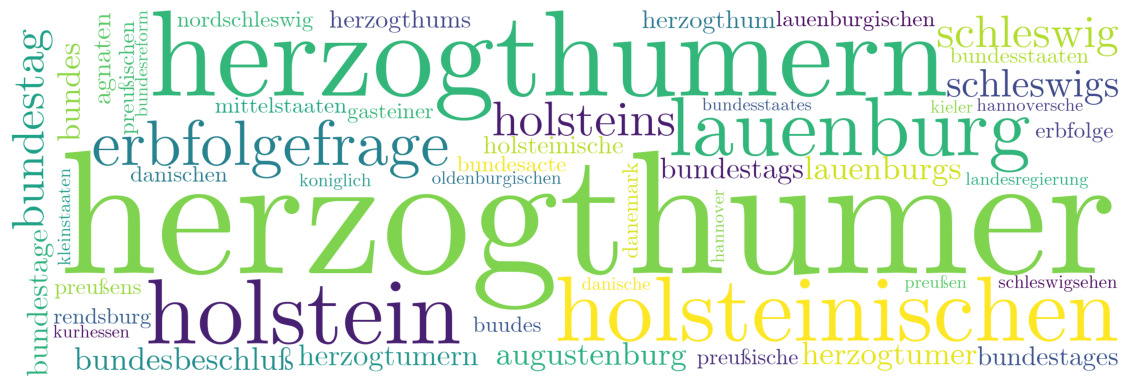 nordschleswig herzogthums herzogthum lauenburgischen
herzogthumern
schleswig
bundesstaaten
bundestag
bundes
agnaten
preußischen
bundesreform
schleswigs
mittelstaaten
gasteiner
bundesstaates
kieler
hannoversche
holsteins
lauenburg
erbfolge
erbfolgefrage
holsteinische
bundesacte
bundestags
lauenburgs
landesregierung
danischen
koniglich
oldenburgischen
kleinstaaten
herzogthumer
danemark
hannover
bundestage
preußens
danische
preußen
schleswigsehen
holstein
holsteinischen
rendsburg
kurhessen
buudes
bundesbeschluß
herzogtumern
augustenburg
preußische
herzogtumer
bundestages